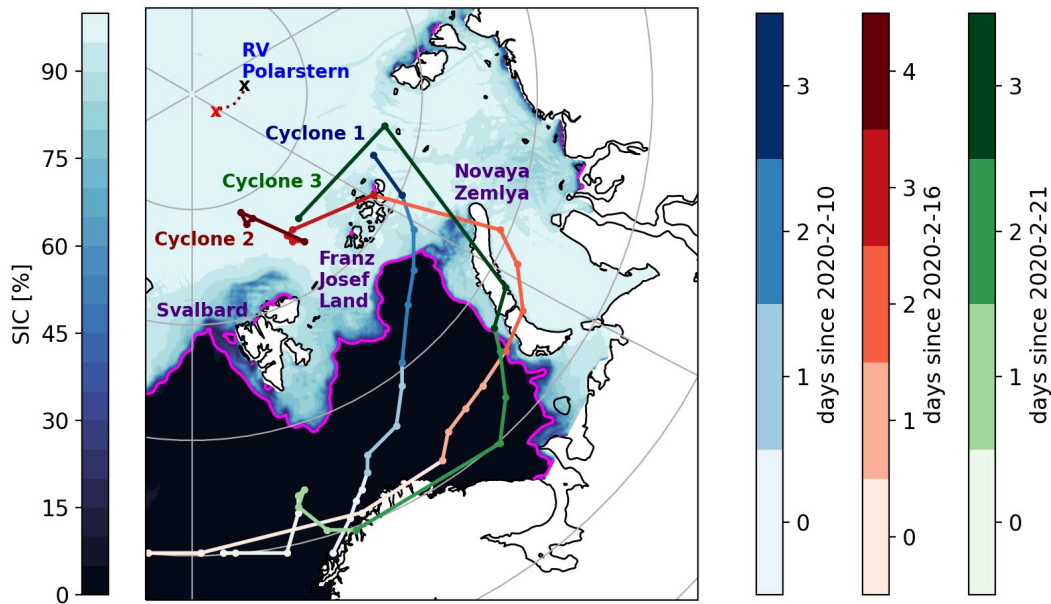 RV
Polarstern
x
x
Cyclone 1
Cyclone 3
Cyclone 2
Novaya
Zemlya
Franz
Josef
Land
Svalbard
SIC [%]
90
75
60
45
30
15
0
days since 2020-2-10
3
2
1
0
days since 2020-2-16
4
3
2
1
0
days since 2020-2-21
3
2
1
0